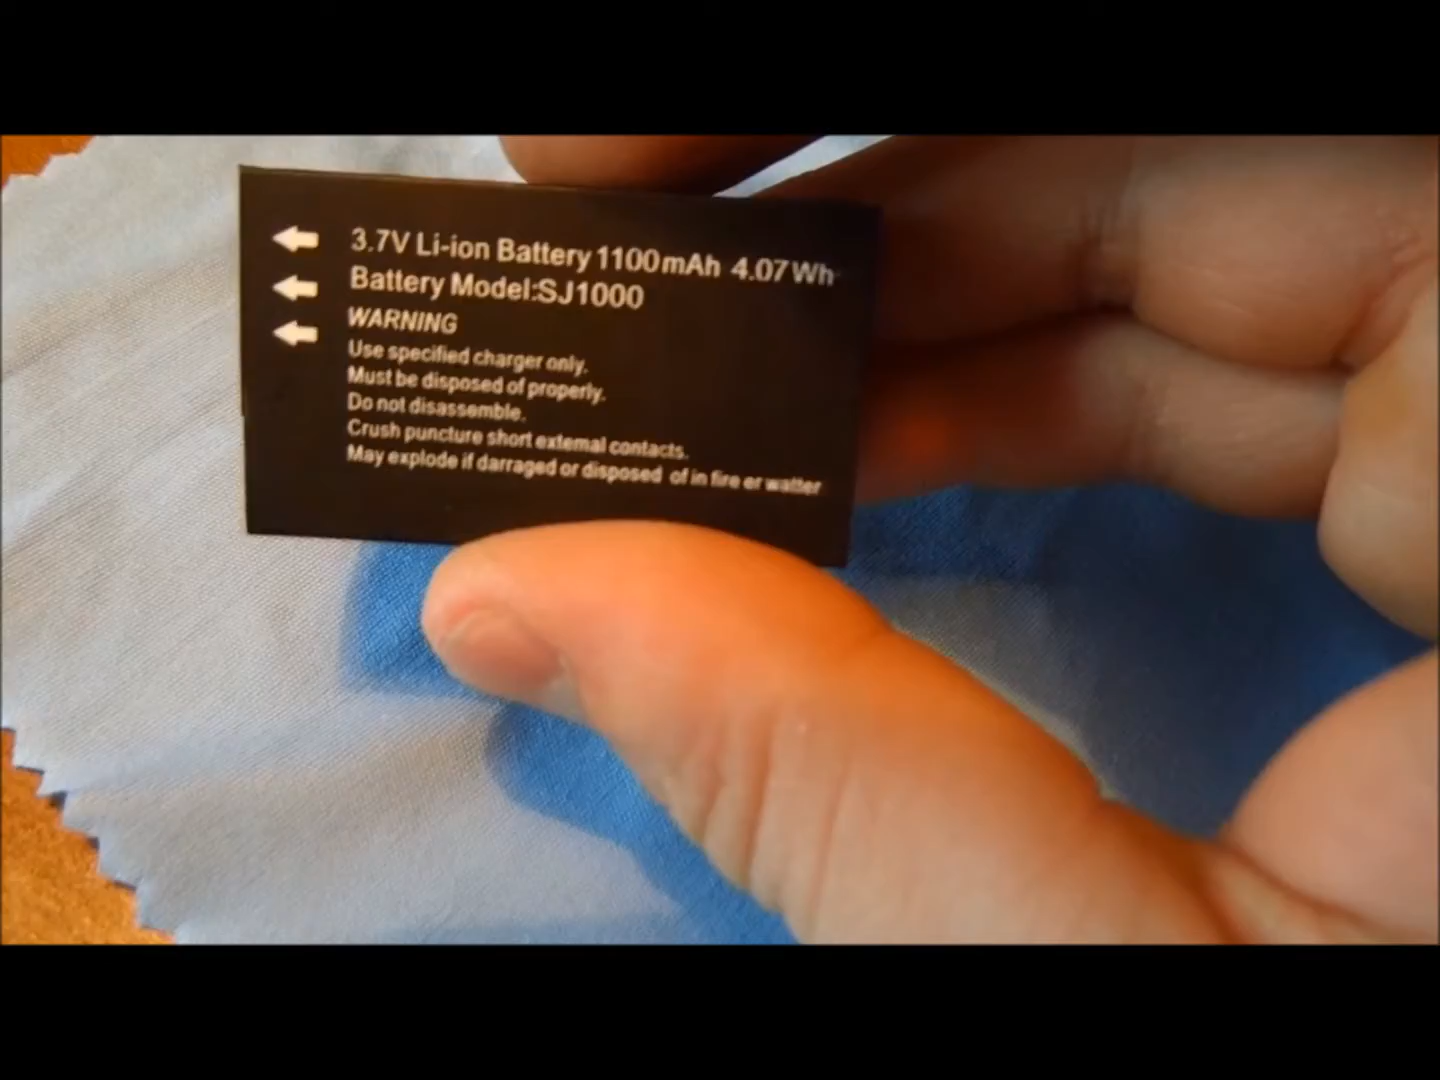 3.7V Li-ion Battery 1100mAh 4.07Wh
Battery Model:SJ1000
WARNING
Use specified charger only.
Must be disposed of properly.
Do not disassemble.
Crush puncture short external contacts.
May explode if darraged or disposed of in fire er watter